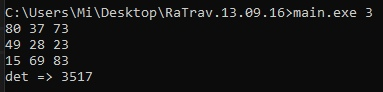 C:\Users\Mi\Desktop\RaTrav.13.09.16>main.exe 3
80 37 73
49 28 23
15 69 83
det => 3517